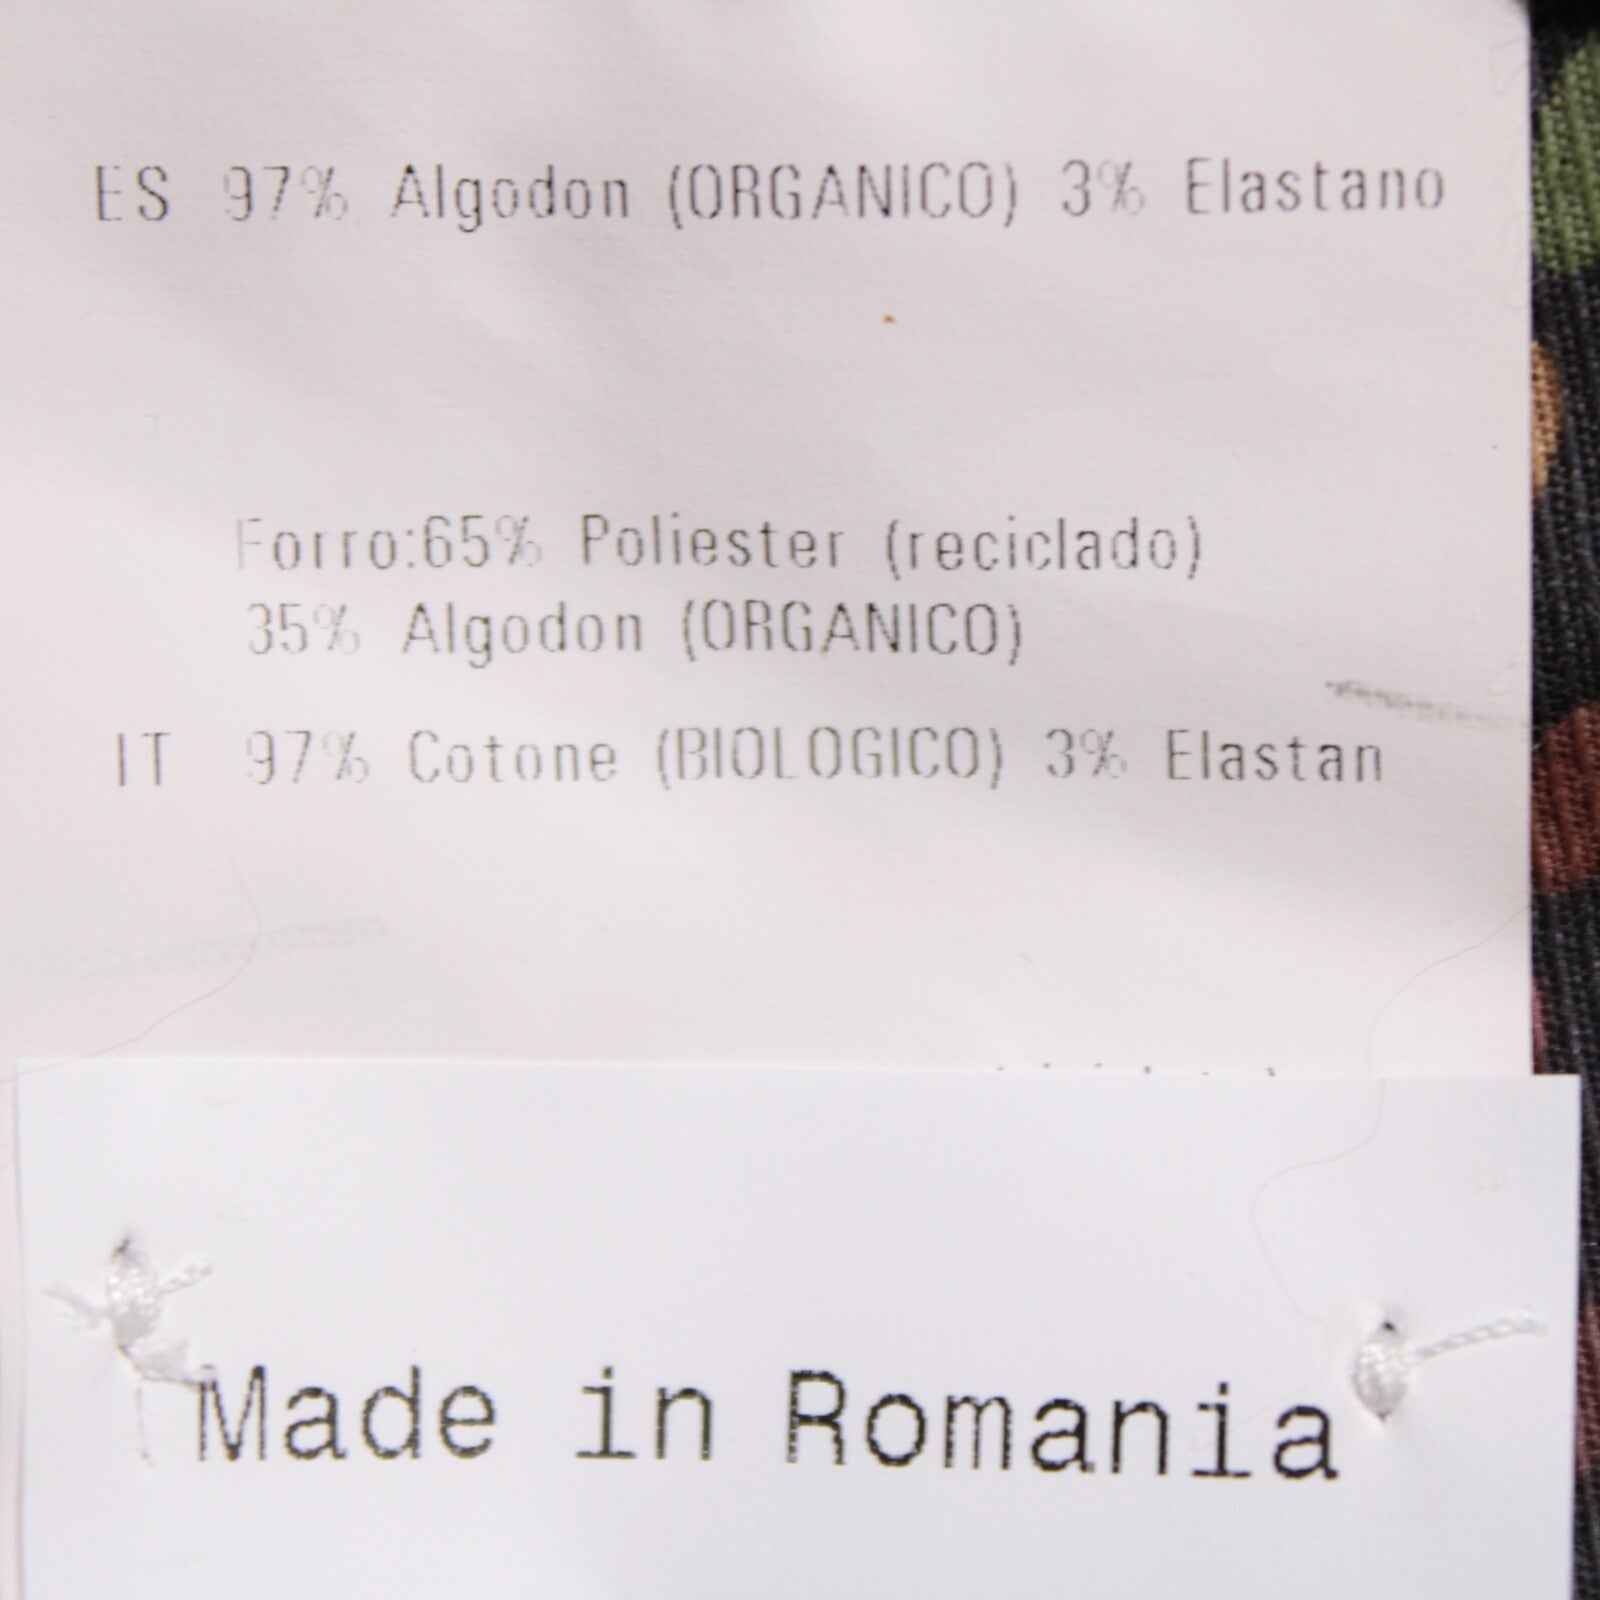 ES 97% Algodon (ORGANICO) 3% Elastano
Forro:65% Poliester (reciclado)
35% Algodon (ORGANICO)
IT 97% Cotone (BIOLOGICO) 3% Elastan
Made in Romania